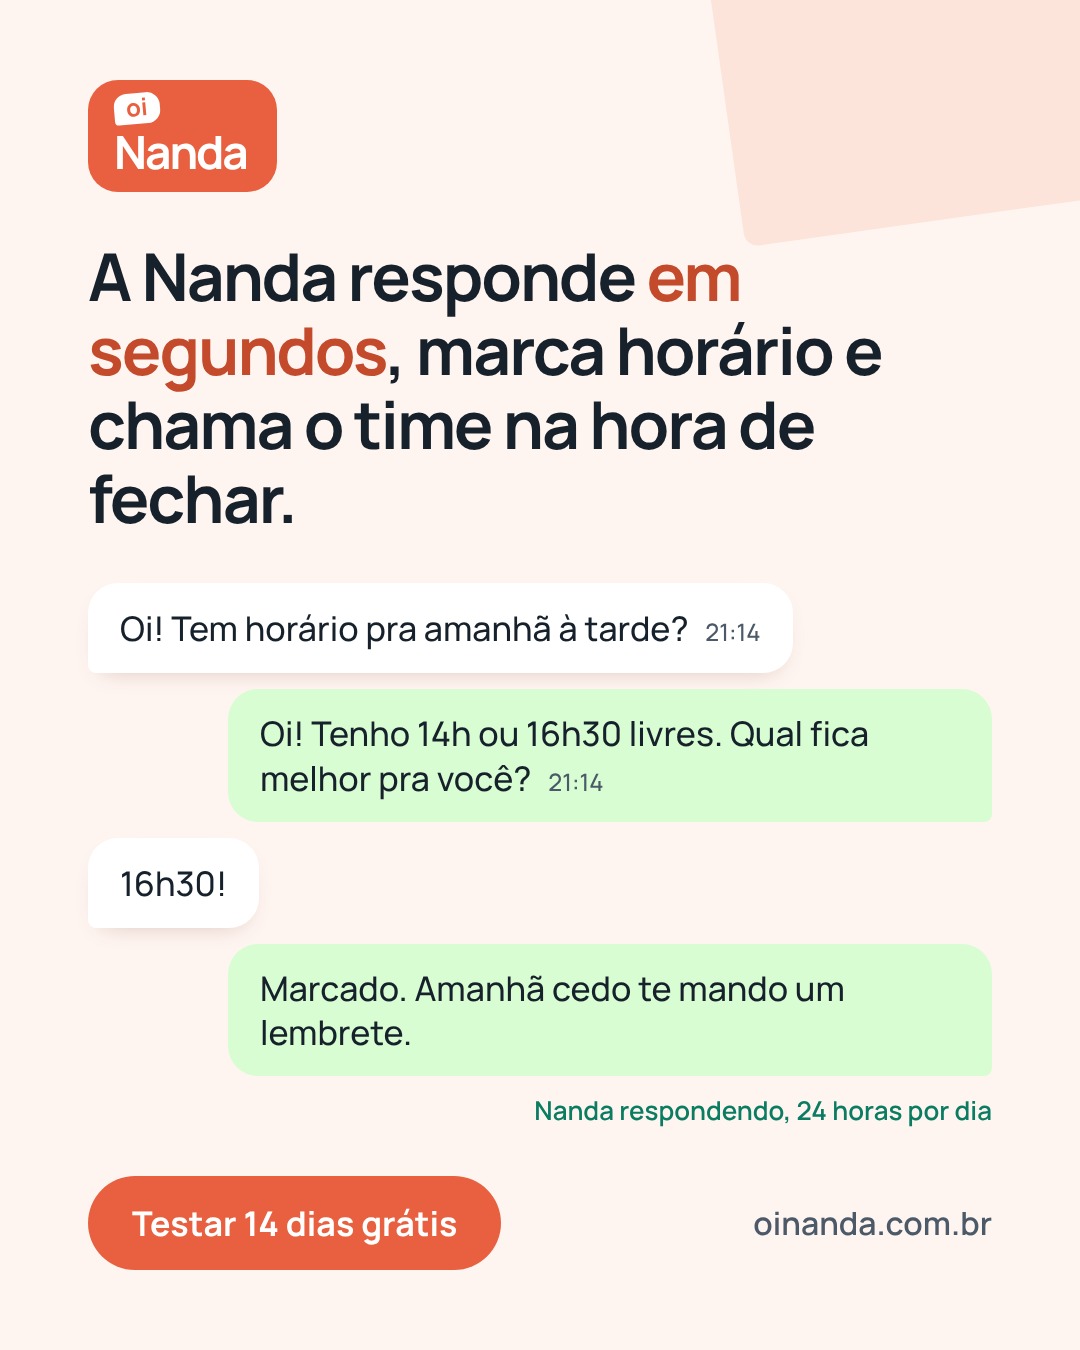 oi
Nanda
A Nanda responde em
segundos, marca horário e
chama o time na hora de
fechar.
Oi! Tem horário pra amanhã à tarde? 21:14
Oi! Tenho 14h ou 16h30 livres. Qual fica
melhor pra você? 21:14
16h30!
Marcado. Amanhã cedo te mando um
lembrete.
Nanda respondendo, 24 horas por dia
Testar 14 dias grátis
oinanda.com.br